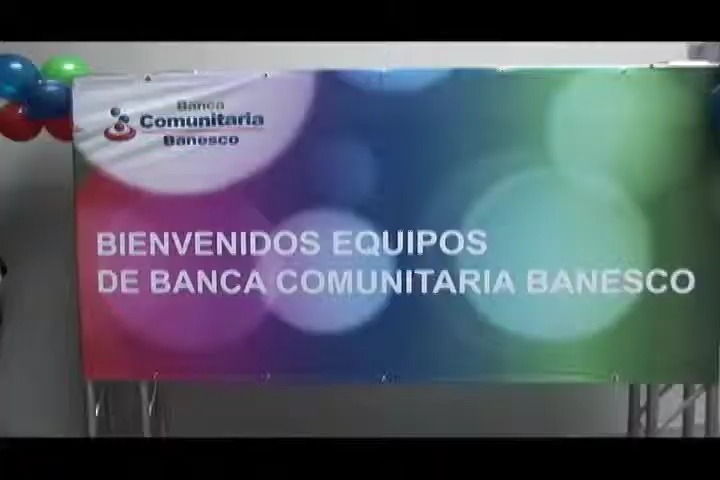 Banca
Comunitaria
Banesco
BIENVENIDOS EQUIPOS
DE BANCA COMUNITARIA BANESCO